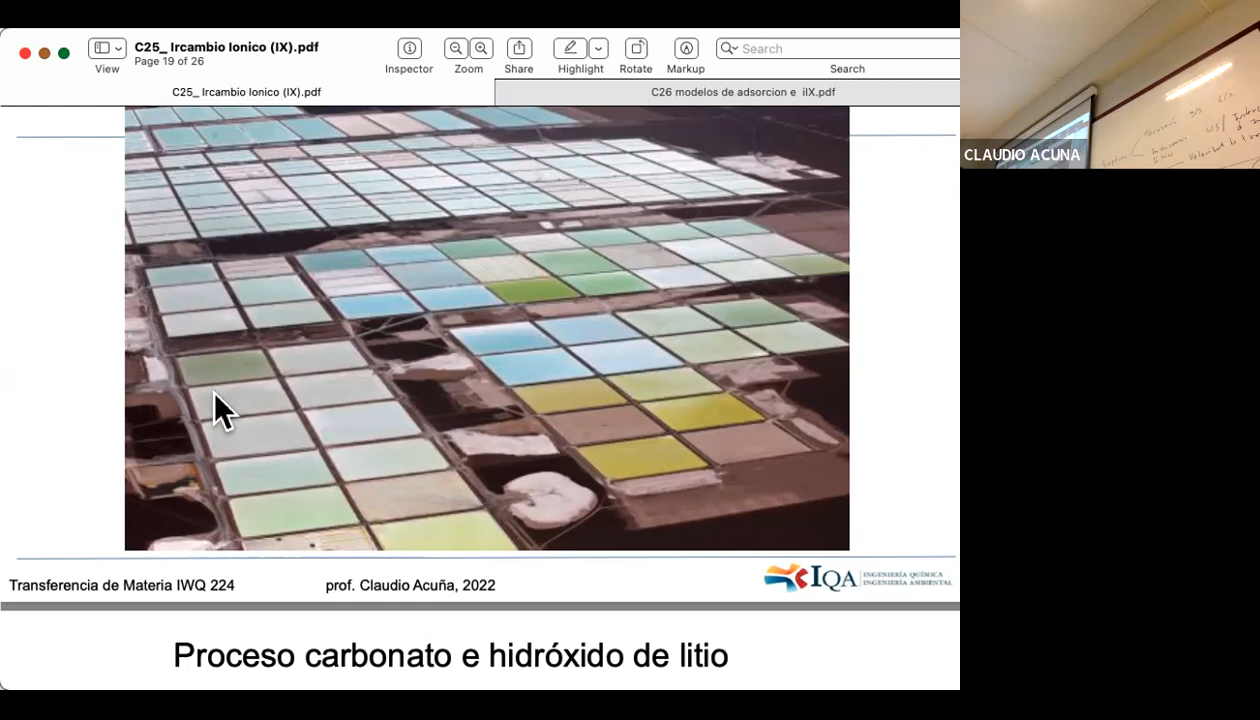 C25_ Ircambio Ionico (IX).pdf
Page 19 of 26
View
Inspector
Zoom
Share
Highlight
Rotate
Markup
Search
Search
C25_ Ircambio Ionico (IX).pdf
C26 modelos de adsorcion e iIX.pdf
CLAUDIO ACUNA
Transferencia de Materia IWQ 224
prof. Claudio Acuña, 2022
IQA
INGENIERÍA QUÍMICA
INGENIERÍA AMBIENTAL
Proceso carbonato e hidróxido de litio